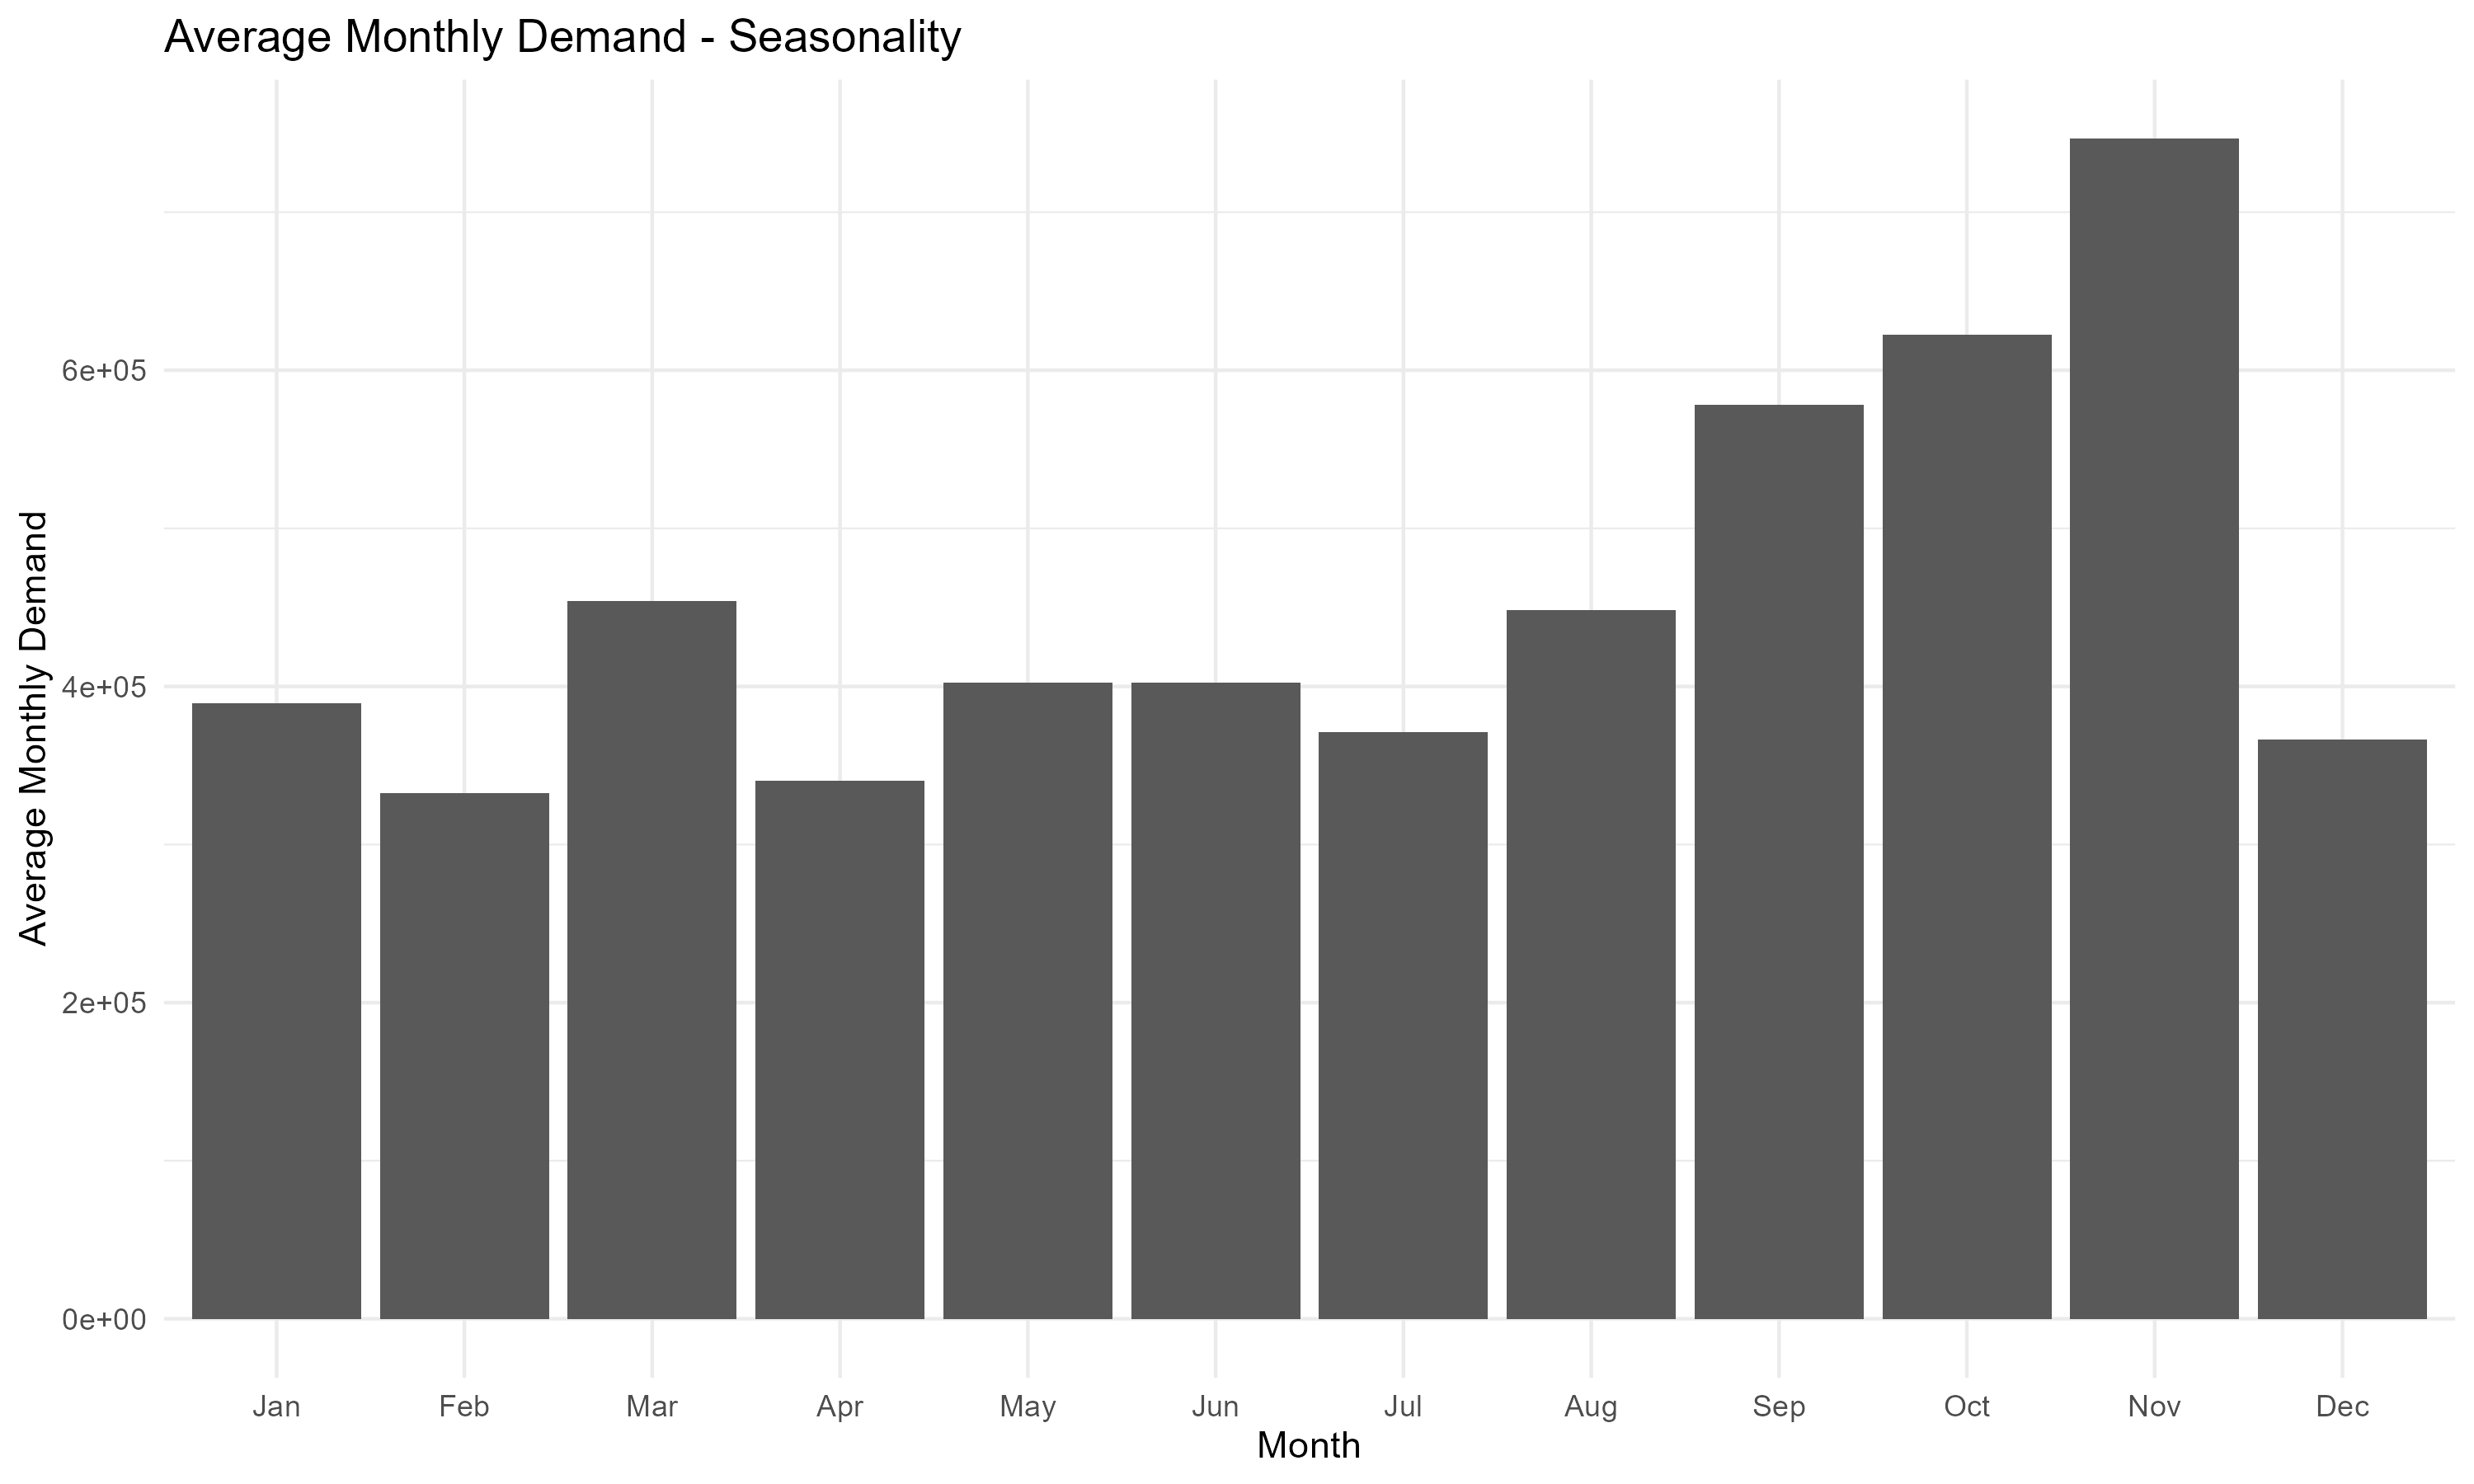 Average Monthly Demand - Seasonality
Average Monthly Demand
6e+05
4e+05
2e+05
0e+00
Jan Feb Mar Apr May Jun Jul Aug Sep Oct Nov Dec
Month